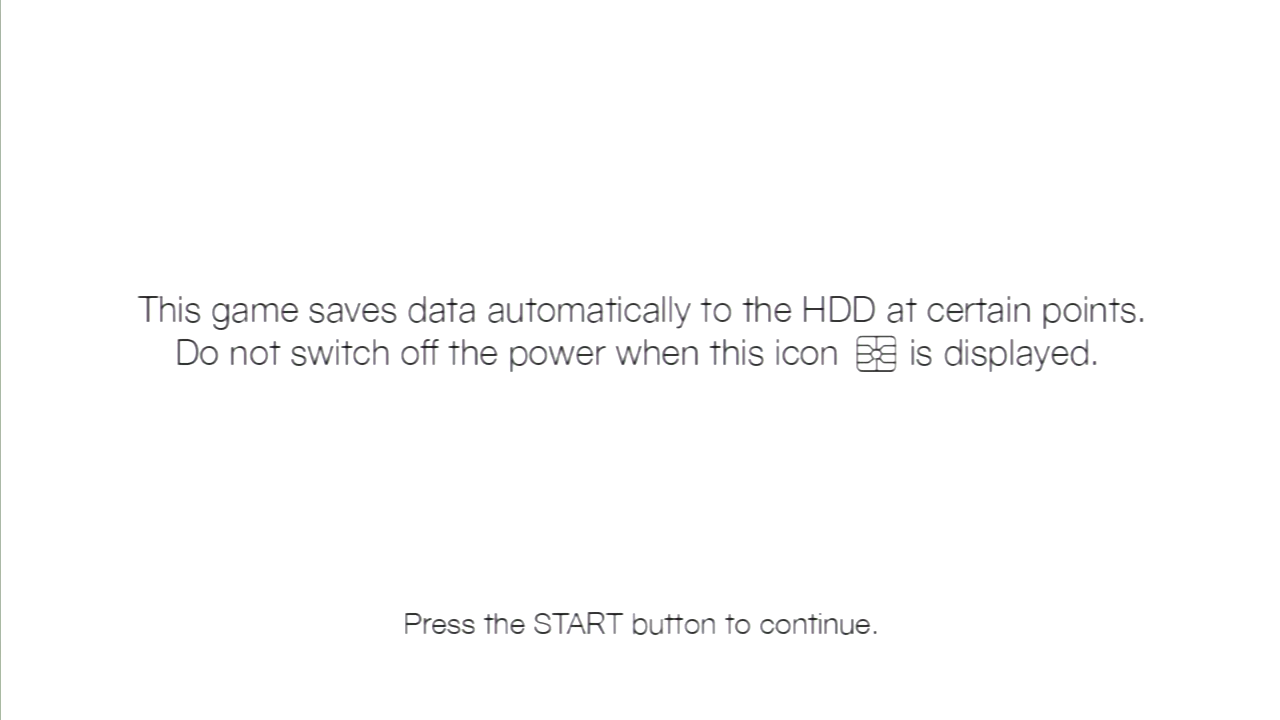 This game saves data automatically to the HDD at certain points.
Do not switch off the power when this icon is displayed.
Press the START button to continue.